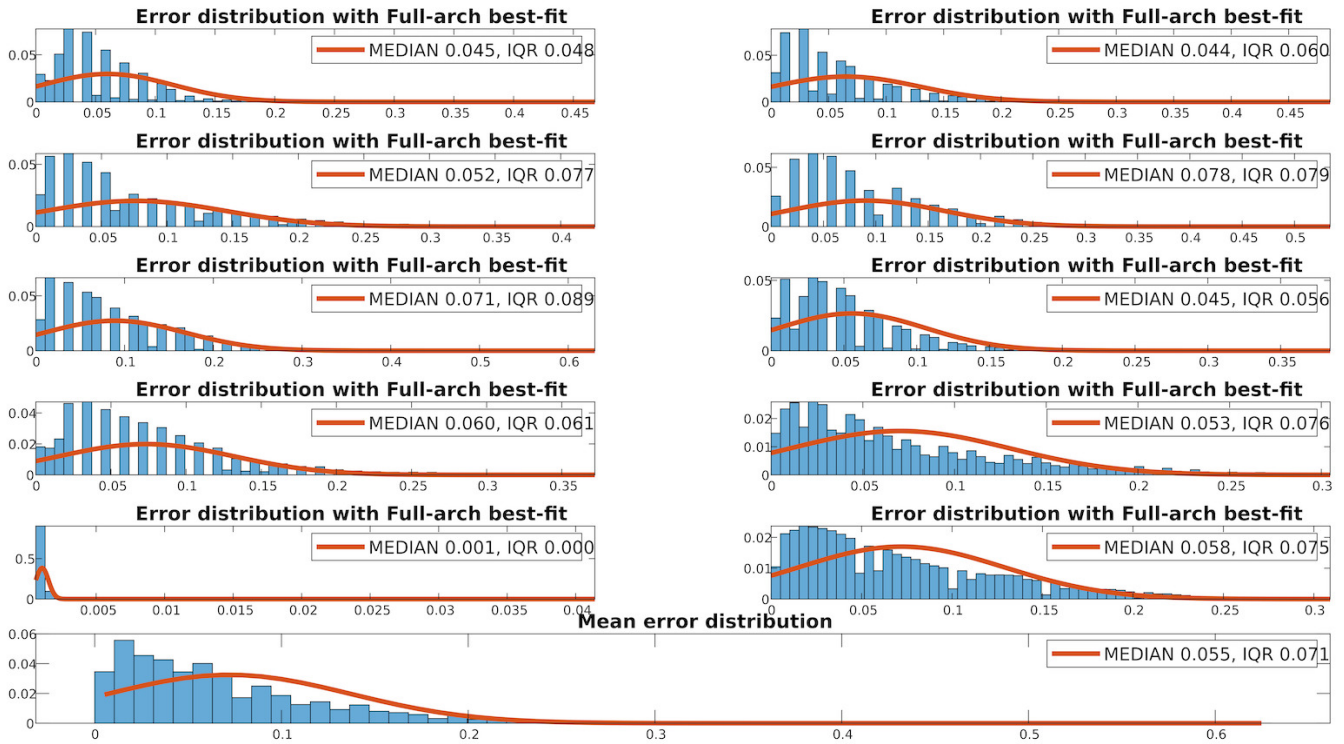 Error distribution with Full-arch best-fit
0.05
0
MEDIAN 0.045, IQR 0.048
0 0.05 0.1 0.15 0.2 0.25 0.3 0.35 0.4 0.45
Error distribution with Full-arch best-fit
0.05
0
MEDIAN 0.044, IQR 0.060
0 0.05 0.1 0.15 0.2 0.25 0.3 0.35 0.4 0.45
Error distribution with Full-arch best-fit
0.05
0
MEDIAN 0.052, IQR 0.077
0 0.05 0.1 0.15 0.2 0.25 0.3 0.35 0.4
Error distribution with Full-arch best-fit
0.05
0
MEDIAN 0.078, IQR 0.079
0 0.05 0.1 0.15 0.2 0.25 0.3 0.35 0.4 0.45 0.5
Error distribution with Full-arch best-fit
0.05
0
MEDIAN 0.071, IQR 0.089
0 0.1 0.2 0.3 0.4 0.5 0.6
Error distribution with Full-arch best-fit
0.05
0
MEDIAN 0.045, IQR 0.056
0 0.05 0.1 0.15 0.2 0.25 0.3 0.35
Error distribution with Full-arch best-fit
0.04
0.02
0
MEDIAN 0.060, IQR 0.061
0 0.05 0.1 0.15 0.2 0.25 0.3 0.35
Error distribution with Full-arch best-fit
0.02
0.01
0
MEDIAN 0.053, IQR 0.076
0 0.05 0.1 0.15 0.2 0.25 0.3
Error distribution with Full-arch best-fit
0.5
0
MEDIAN 0.001, IQR 0.000
0.005 0.01 0.015 0.02 0.025 0.03 0.035 0.04
Error distribution with Full-arch best-fit
0.02
0.01
0
MEDIAN 0.058, IQR 0.075
0 0.05 0.1 0.15 0.2 0.25 0.3
Mean error distribution
0.06
0.04
0.02
0
MEDIAN 0.055, IQR 0.071
0 0.1 0.2 0.3 0.4 0.5 0.6